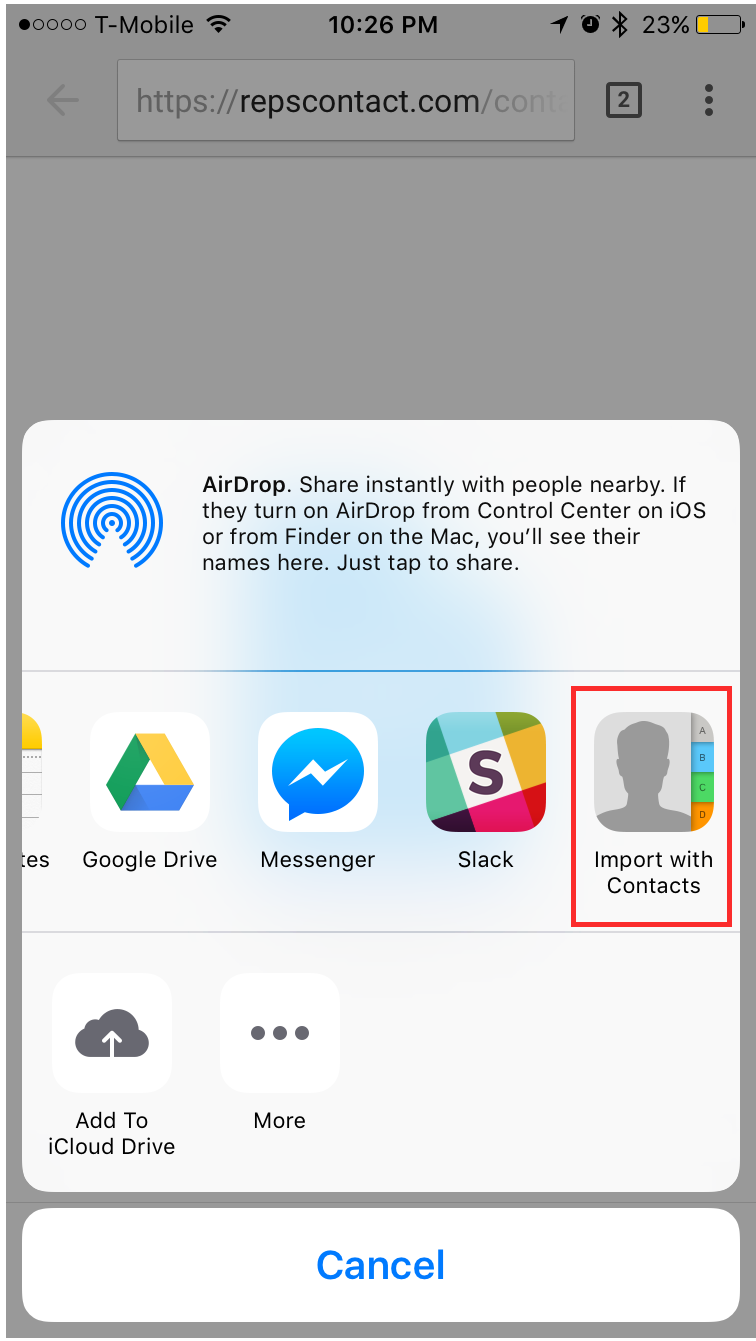 T-Mobile 10:26 PM 23%
https://repscontact.com/conta
2
AirDrop. Share instantly with people nearby. If
they turn on AirDrop from Control Center on iOS
or from Finder on the Mac, you’ll see their
names here. Just tap to share.
S
A
B
C
D
tes
Google Drive
Messenger
Slack
Import with
Contacts
Add To
iCloud Drive
More
Cancel